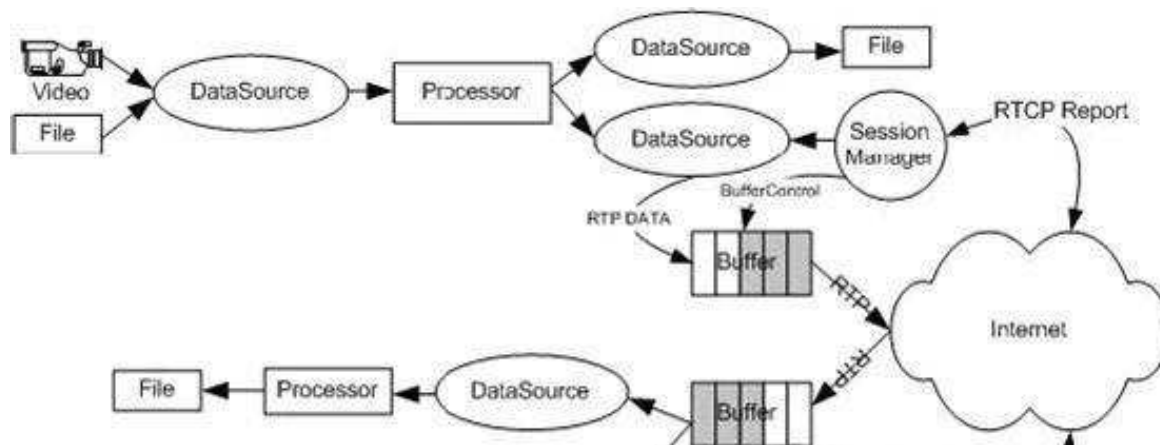 DataSource
File
Video
DataSource
Processor
File
DataSource
Session
Manager
RTCP Report
BufferControl
RTP DATA
Buffer
RTP
Internet
RTP
File
Processor
DataSource
Buffer